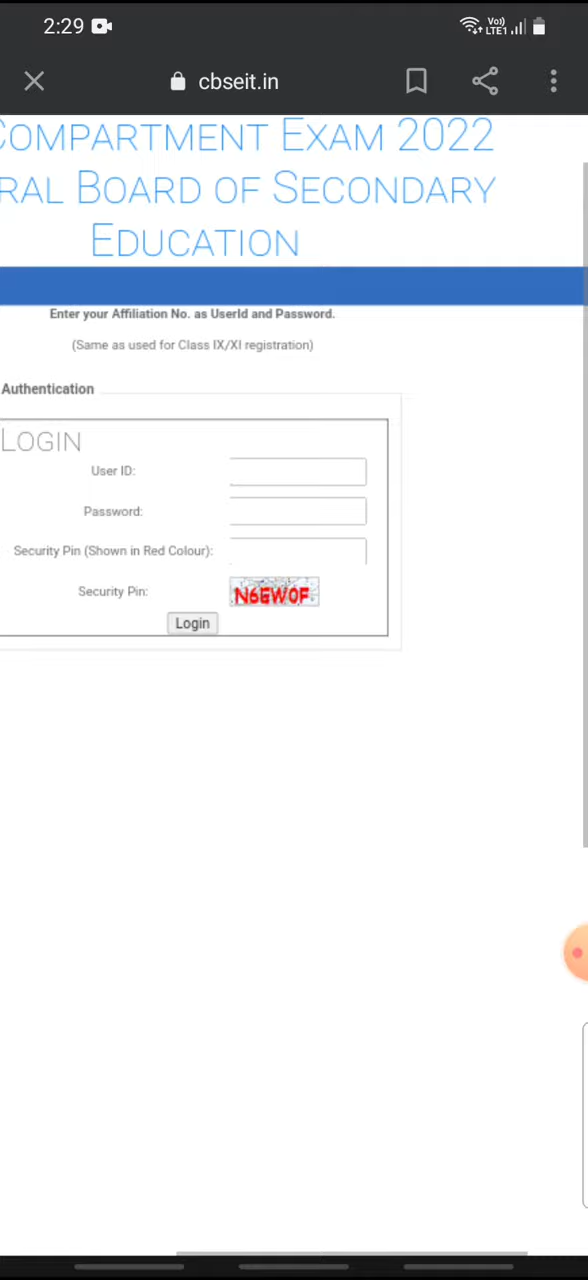 2:29
Vo)) LTE1
cbseit.in
COMPARTMENT EXAM 2022
RAL BOARD OF SECONDARY
EDUCATION
Enter your Affiliation No. as UserId and Password.
(Same as used for Class IX/XI registration)
Authentication
LOGIN
User ID:
Password:
Security Pin (Shown in Red Colour):
Security Pin: N6EW0F
Login